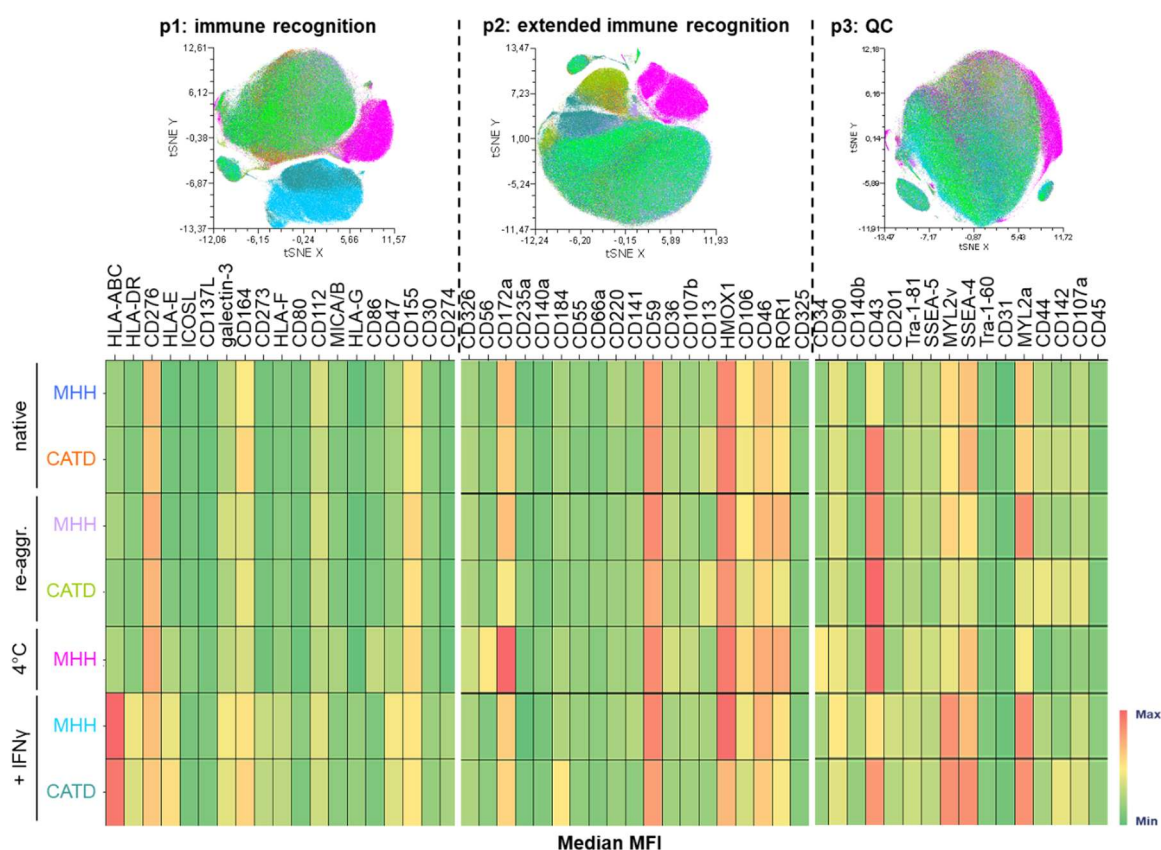 p1: immune recognition
p2: extended immune recognition
p3: QC
12,61
6,12
-0,38
-6,87
-13,37
tSNE Y
-12,06 -6,15 -0,24 5,66 11,57
tSNE X
13,47
7,23
1,00
-5,24
-11,47
tSNE Y
-12,24 -6,20 -0,15 5,89 11,93
tSNE X
12,18
6,16
0,14
-5,89
-11,91
tSNE Y
-13,47 -7,17 -0,87 5,43 11,72
tSNE X
HLA-ABC
HLA-DR
CD276
HLA-E
ICOSL
CD137L
galectin-3
CD164
CD273
HLA-F
CD80
CD112
MICA/B
HLA-G
CD86
CD47
CD155
CD30
CD274
CD326
CD56
CD172a
CD235a
CD140a
CD184
CD55
CD66a
CD220
CD141
CD59
CD36
CD107b
CD13
HMOX1
CD106
CD46
ROR1
CD325
CD34
CD90
CD140b
CD43
CD201
Tra-1-81
SSEA-5
MYL2v
SSEA-4
Tra-1-60
CD31
MYL2a
CD44
CD142
CD107a
CD45
native
MHH
CATD
re-aggr.
MHH
CATD
4°C
MHH
+ IFNγ
MHH
CATD
Max
Min
Median MFI